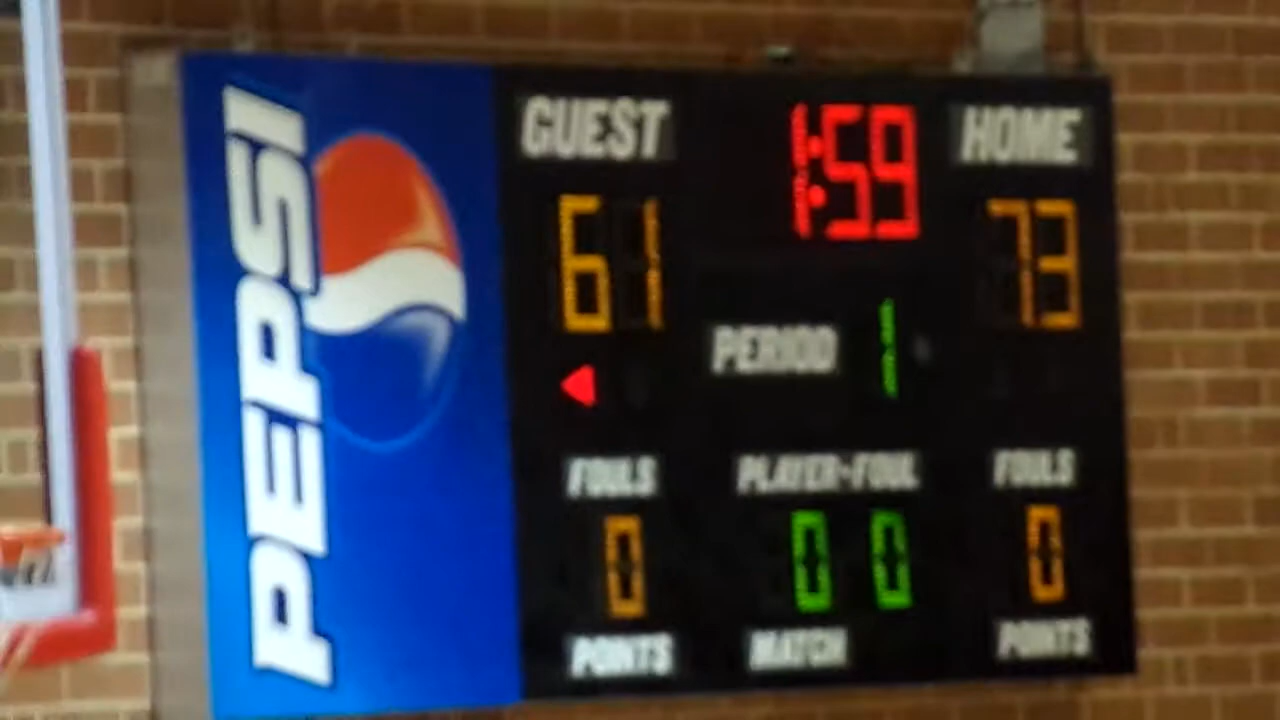 PEPSI
GUEST 1:59 HOME
61 73
PERIOD 1
FOULS PLAYER-FOUL FOULS
0 0 0 0
POINTS MATCH POINTS